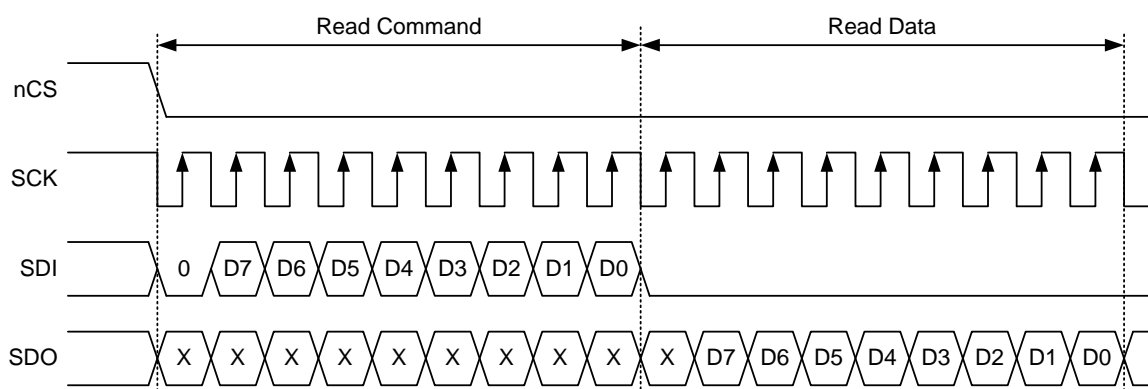 Read Command Read Data
nCS
SCK
SDI 0 D7 D6 D5 D4 D3 D2 D1 D0
SDO X X X X X X X X X X D7 D6 D5 D4 D3 D2 D1 D0